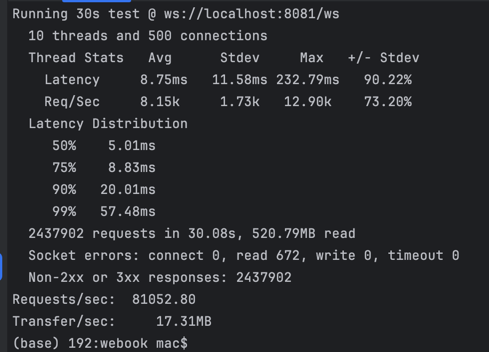 Running 30s test @ ws://localhost:8081/ws
  10 threads and 500 connections
  Thread Stats   Avg      Stdev     Max   +/- Stdev
    Latency     8.75ms   11.58ms 232.79ms   90.22%
    Req/Sec     8.15k     1.73k   12.90k    73.20%
  Latency Distribution
     50%    5.01ms
     75%    8.83ms
     90%   20.01ms
     99%   57.48ms
  2437902 requests in 30.08s, 520.79MB read
  Socket errors: connect 0, read 672, write 0, timeout 0
  Non-2xx or 3xx responses: 2437902
Requests/sec:  81052.80
Transfer/sec:     17.31MB
(base) 192:webook mac$